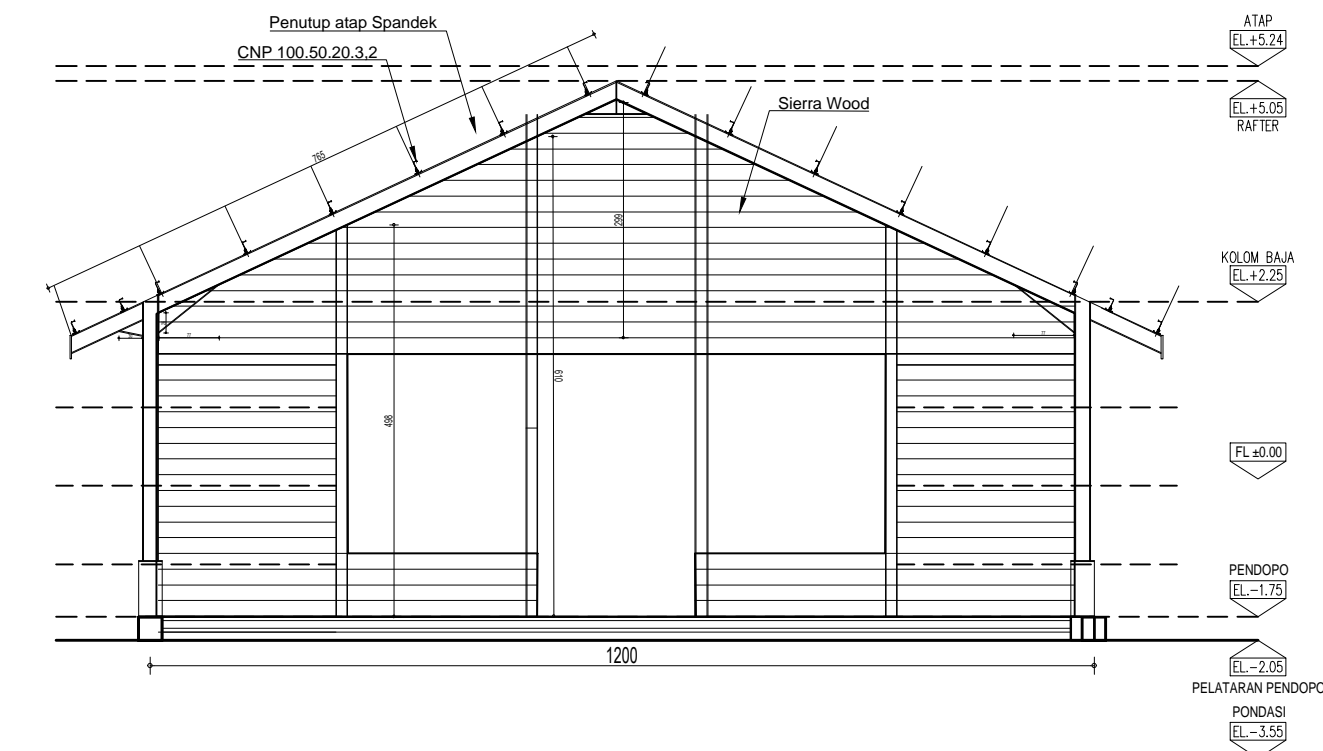 Penutup atap Spandek
CNP 100.50.20.3,2
Sierra Wood
765
299
498
610
77
77
1200
ATAP
EL.+5.24
EL.+5.05
RAFTER
KOLOM BAJA
EL.+2.25
FL ±0.00
PENDOPO
EL.-1.75
EL.-2.05
PELATARAN PENDOPO
PONDASI
EL.-3.55